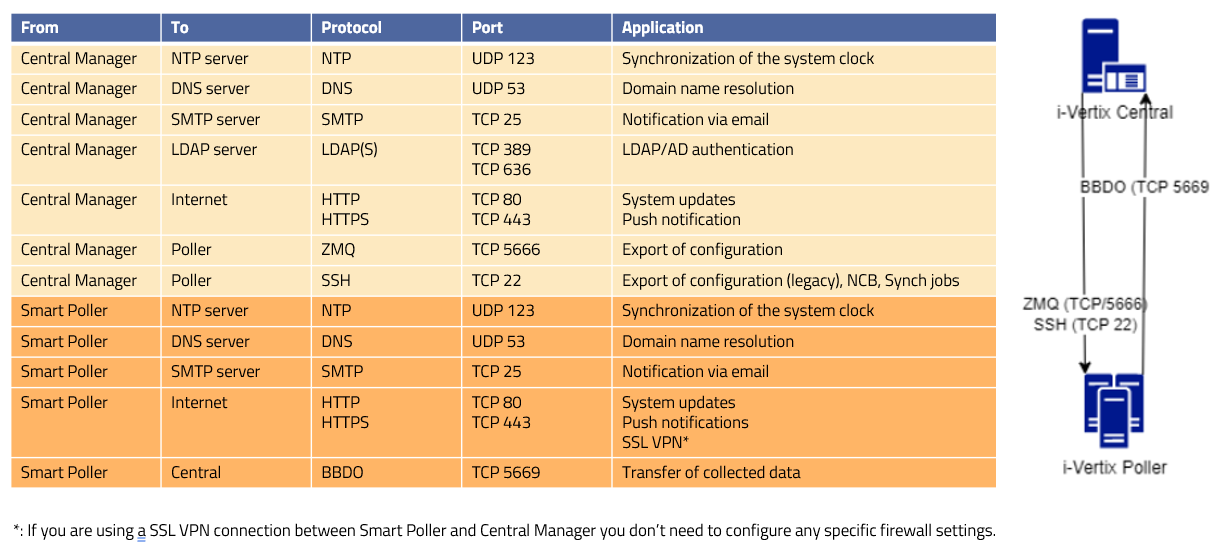 From To Protocol Port Application
Central Manager NTP server NTP UDP 123 Synchronization of the system clock
Central Manager DNS server DNS UDP 53 Domain name resolution
Central Manager SMTP server SMTP TCP 25 Notification via email
Central Manager LDAP server LDAP(S) TCP 389 LDAP/AD authentication
TCP 636
Central Manager Internet HTTP TCP 80 System updates
HTTPS TCP 443 Push notification
Central Manager Poller ZMQ TCP 5666 Export of configuration
Central Manager Poller SSH TCP 22 Export of configuration (legacy), NCB, Synch jobs
Smart Poller NTP server NTP UDP 123 Synchronization of the system clock
Smart Poller DNS server DNS UDP 53 Domain name resolution
Smart Poller SMTP server SMTP TCP 25 Notification via email
Smart Poller Internet HTTP TCP 80 System updates
HTTPS TCP 443 Push notifications
SSL VPN*
Smart Poller Central BBDO TCP 5669 Transfer of collected data
*: If you are using a SSL VPN connection between Smart Poller and Central Manager you don't need to configure any specific firewall settings.
i-Vertix Central
BBDO (TCP 5669
ZMQ (TCP/5666)
SSH (TCP 22)
i-Vertix Poller